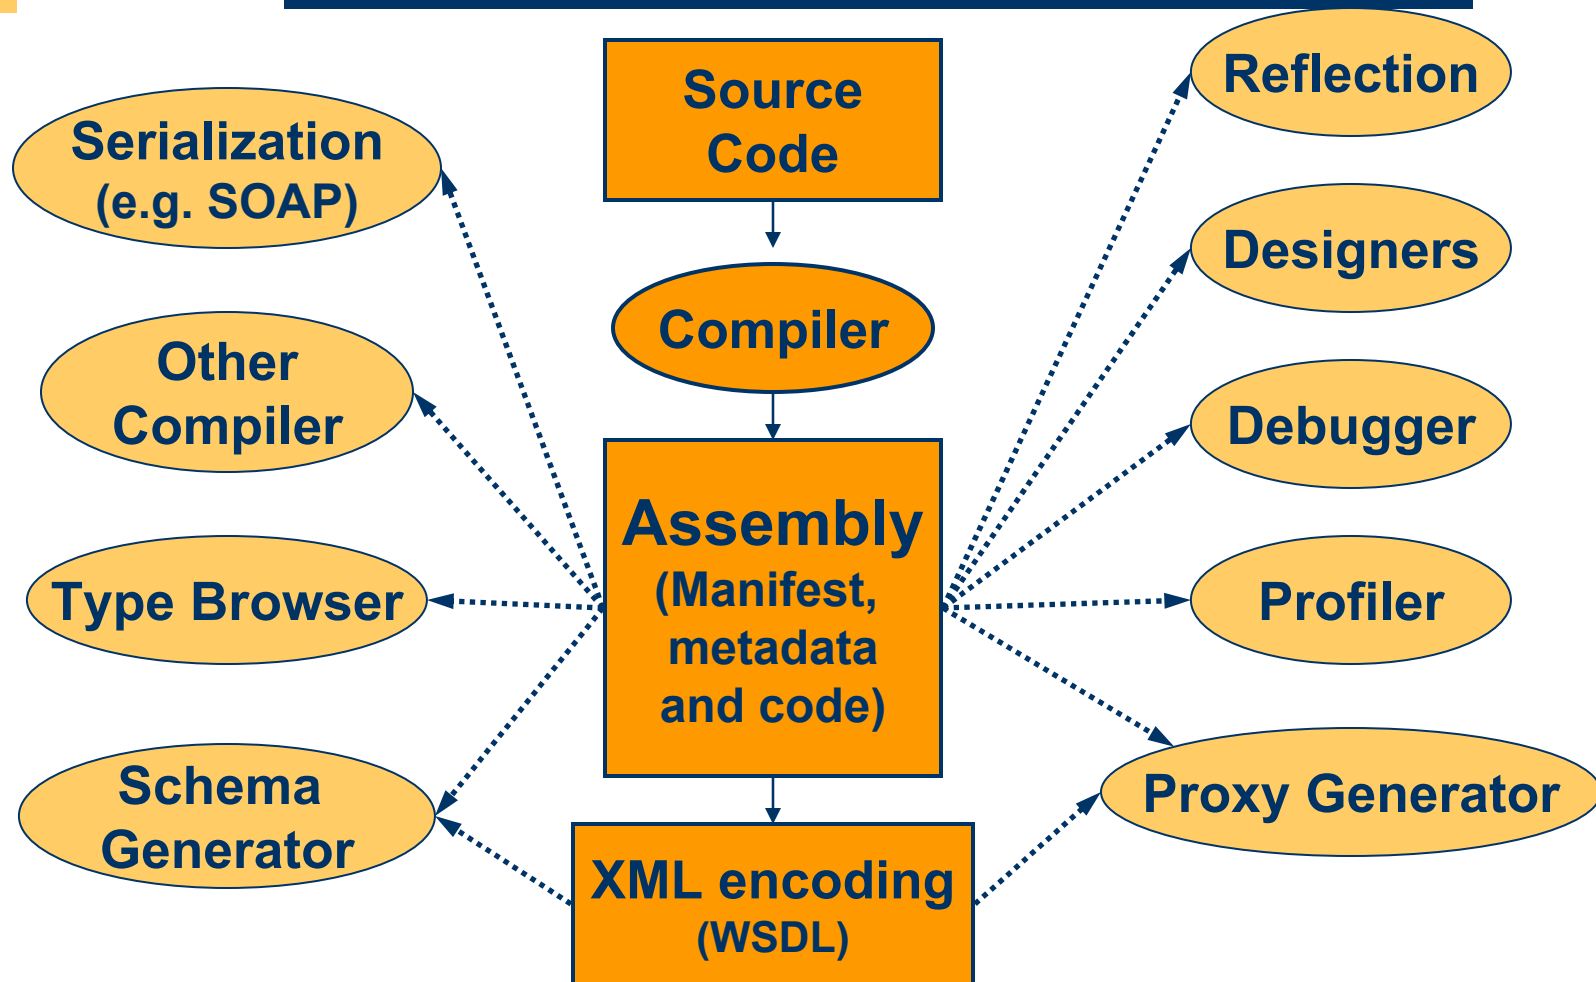 Source
Code
Reflection
Serialization
(e.g. SOAP)
Designers
Compiler
Other
Compiler
Debugger
Assembly
(Manifest,
metadata
and code)
Type Browser
Profiler
Schema
Generator
Proxy Generator
XML encoding
(WSDL)